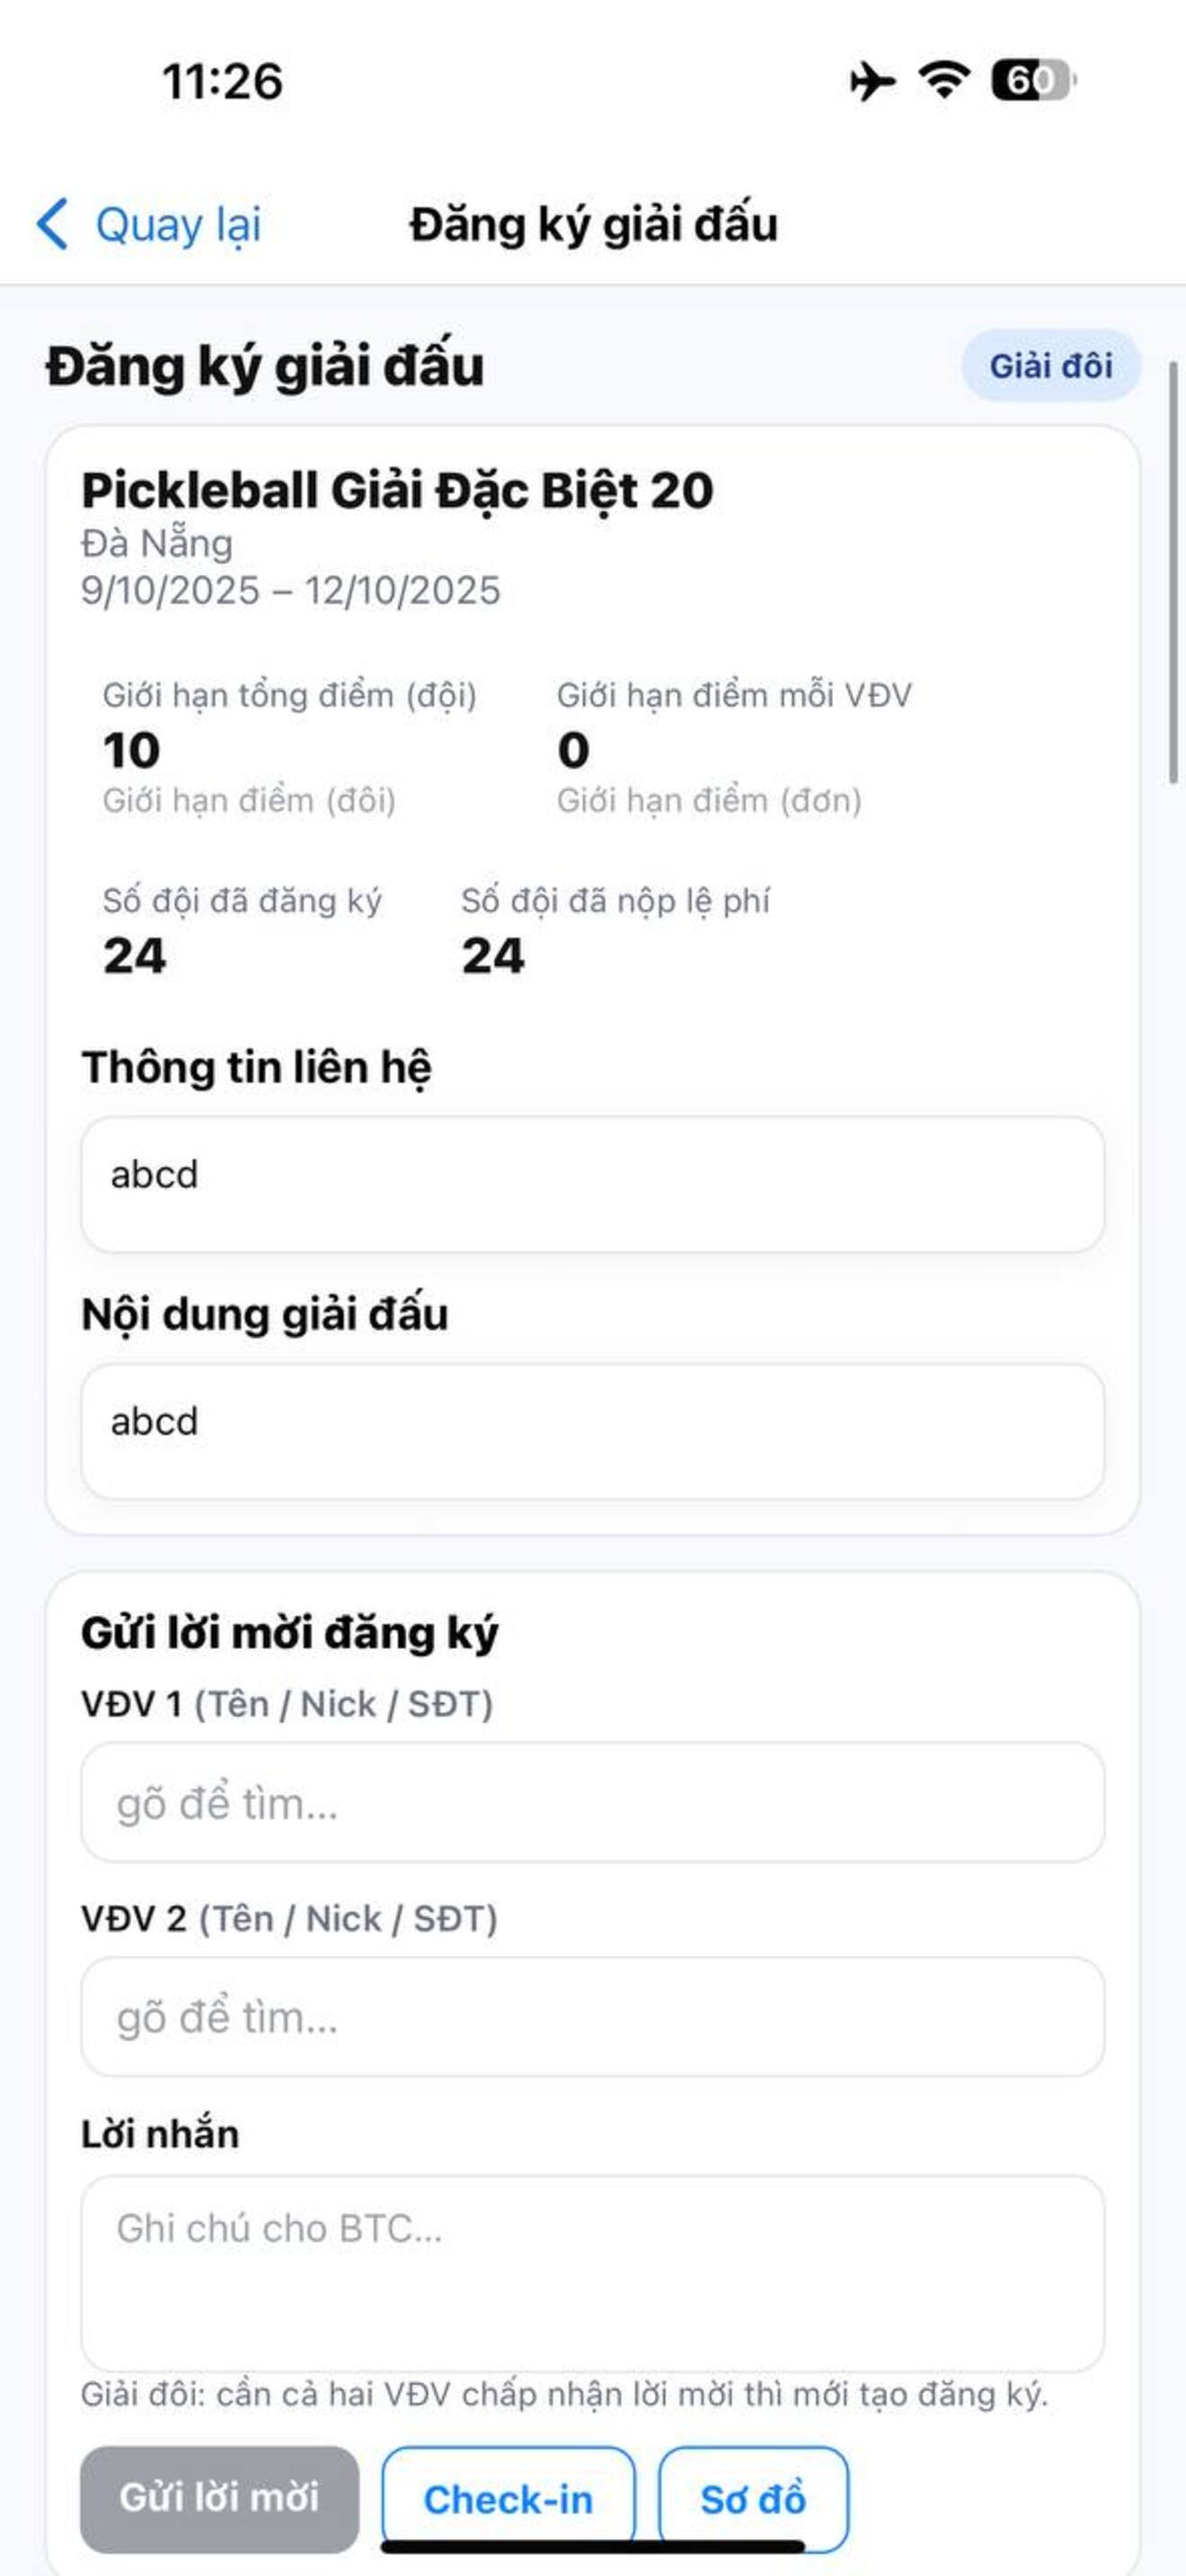 11:26
60
Quay lại
Đăng ký giải đấu
Đăng ký giải đấu
Giải đôi
Pickleball Giải Đặc Biệt 20
Đà Nẵng
9/10/2025 – 12/10/2025
Giới hạn tổng điểm (đội)
Giới hạn điểm mỗi VĐV
10
0
Giới hạn điểm (đôi)
Giới hạn điểm (đơn)
Số đội đã đăng ký
Số đội đã nộp lệ phí
24
24
Thông tin liên hệ
abcd
Nội dung giải đấu
abcd
Gửi lời mời đăng ký
VĐV 1 (Tên / Nick / SĐT)
gõ để tìm...
VĐV 2 (Tên / Nick / SĐT)
gõ để tìm...
Lời nhắn
Ghi chú cho BTC...
Giải đôi: cần cả hai VĐV chấp nhận lời mời thì mới tạo đăng ký.
Gửi lời mời
Check-in
Sơ đồ